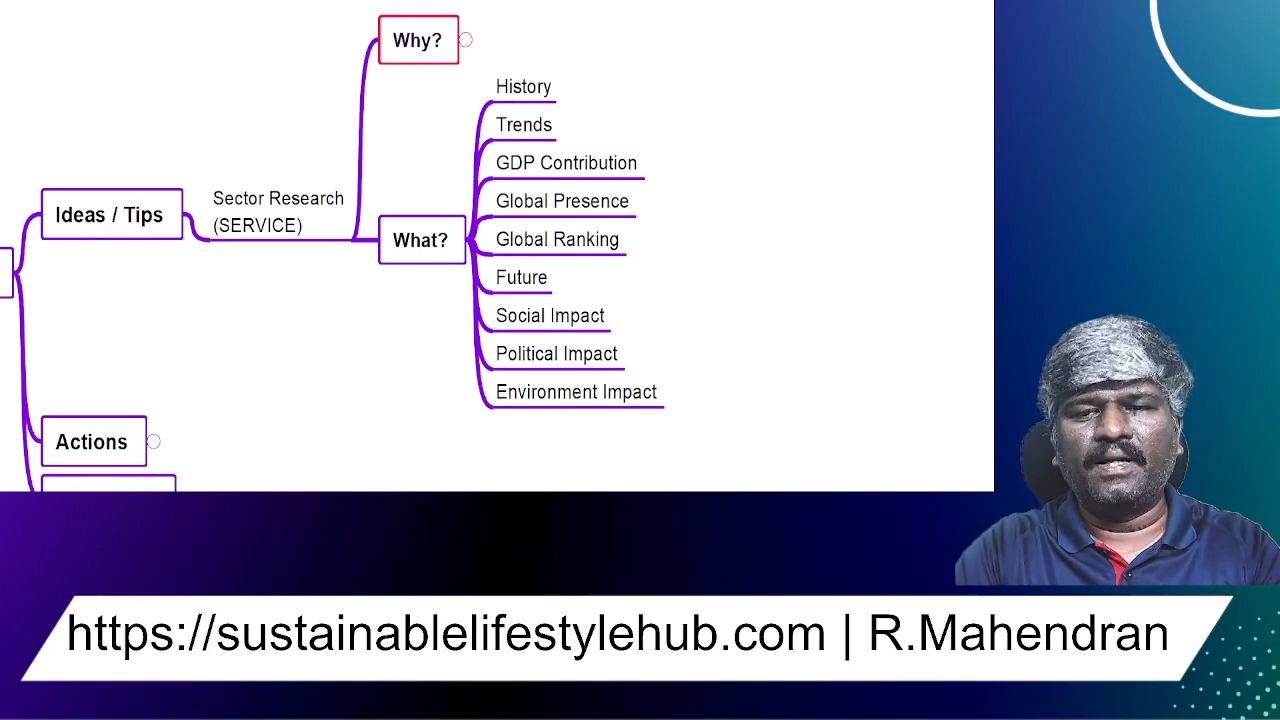 Why?
History
Trends
GDP Contribution
Global Presence
Global Ranking
Future
Social Impact
Political Impact
Environment Impact
What?
Sector Research
(SERVICE)
Ideas / Tips
Actions
https://sustainablelifestylehub.com | R.Mahendran